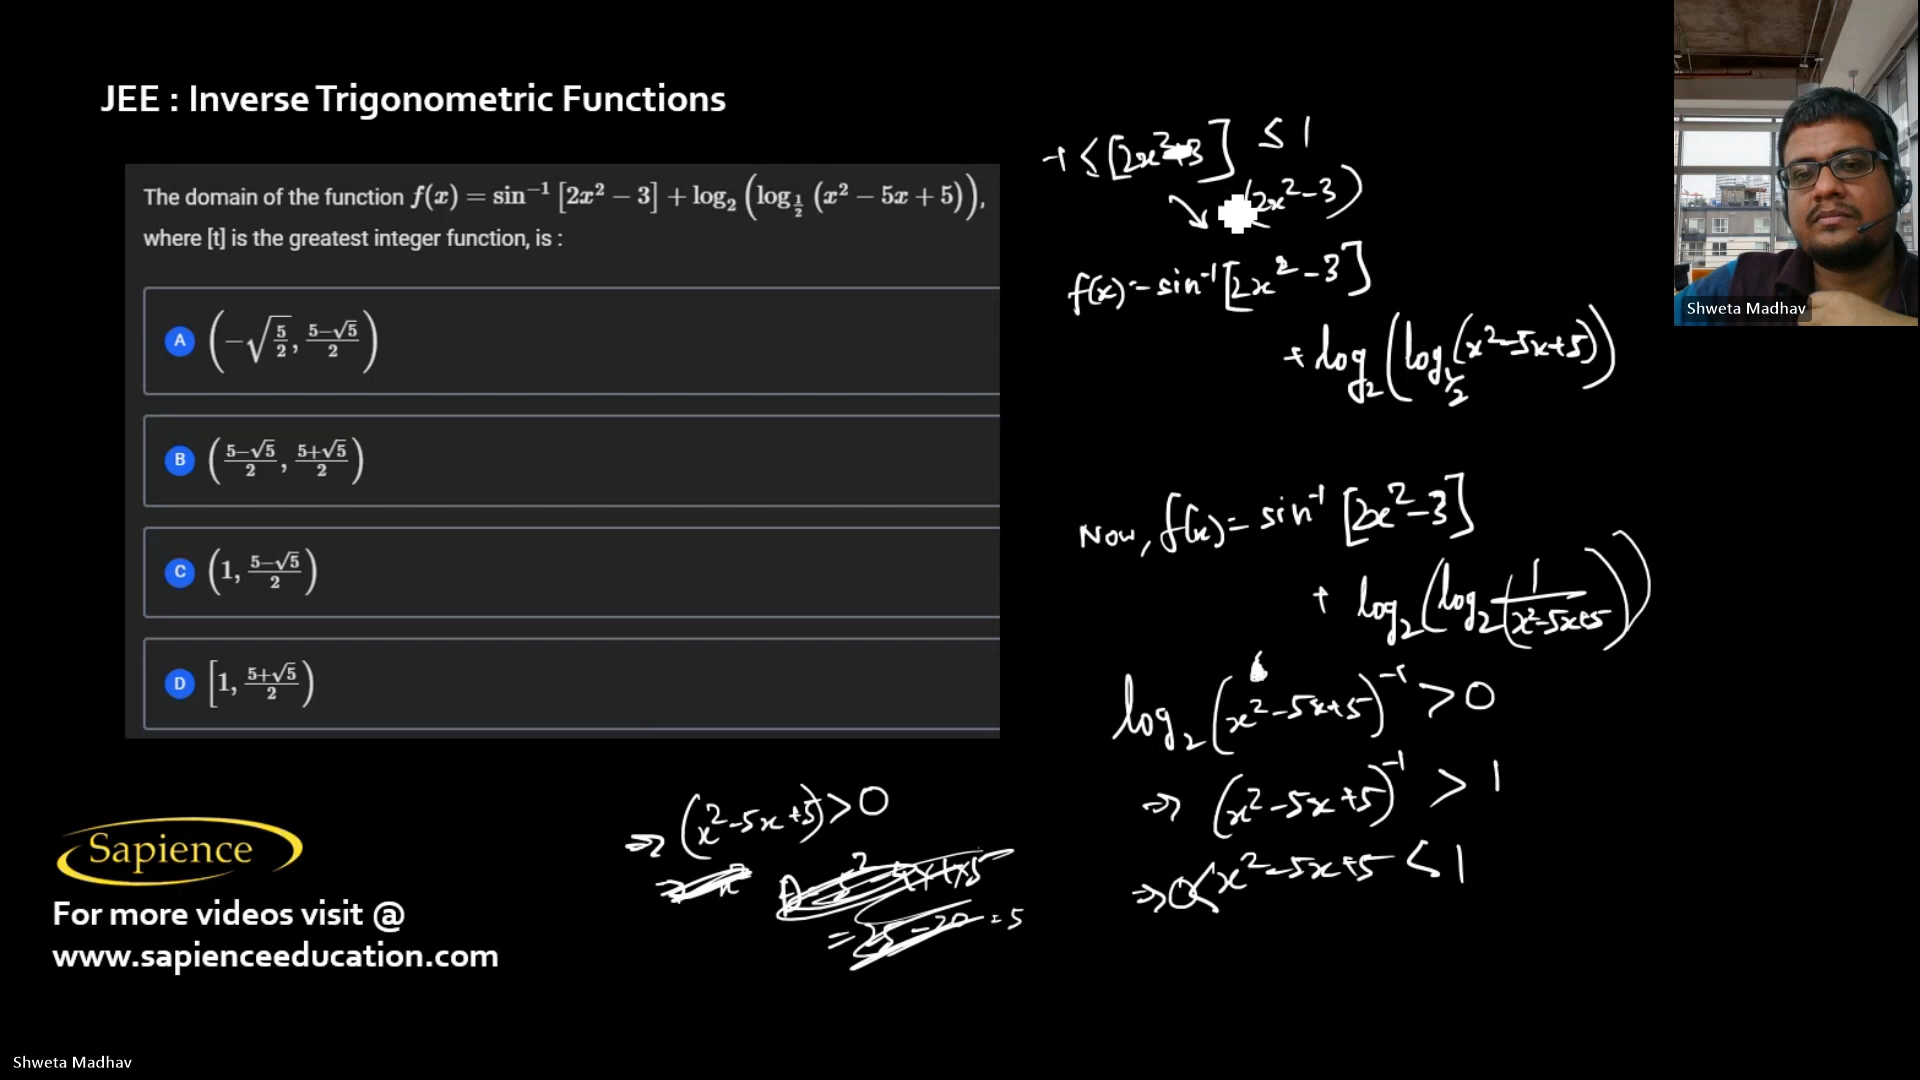 JEE : Inverse Trigonometric Functions
The domain of the function f(x) = sin⁻¹ [2x² − 3] + log₂ (log_{1/2} (x² − 5x + 5)),
where [t] is the greatest integer function, is :
A (−√(5/2), (5−√5)/2)
B ((5−√5)/2, (5+√5)/2)
C (1, (5−√5)/2)
D [1, (5+√5)/2)
Sapience
For more videos visit @
www.sapienceeducation.com
Shweta Madhav
≤ 1
(2x²−3)
f(x) = sin⁻¹[2x²−3]
+ log₂(log_{1/2}(x²−5x+5))
Now, f(x) = sin⁻¹ [2x²−3]
+ log₂(log₂(1/(x²−5x+5)))
log₂ (x²−5x+5)⁻¹ > 0
⇒ (x²−5x+5)⁻¹ > 1
⇒ 0 < x²−5x+5 < 1
⇒ (x²−5x+5) > 0
= 5
Shweta Madhav